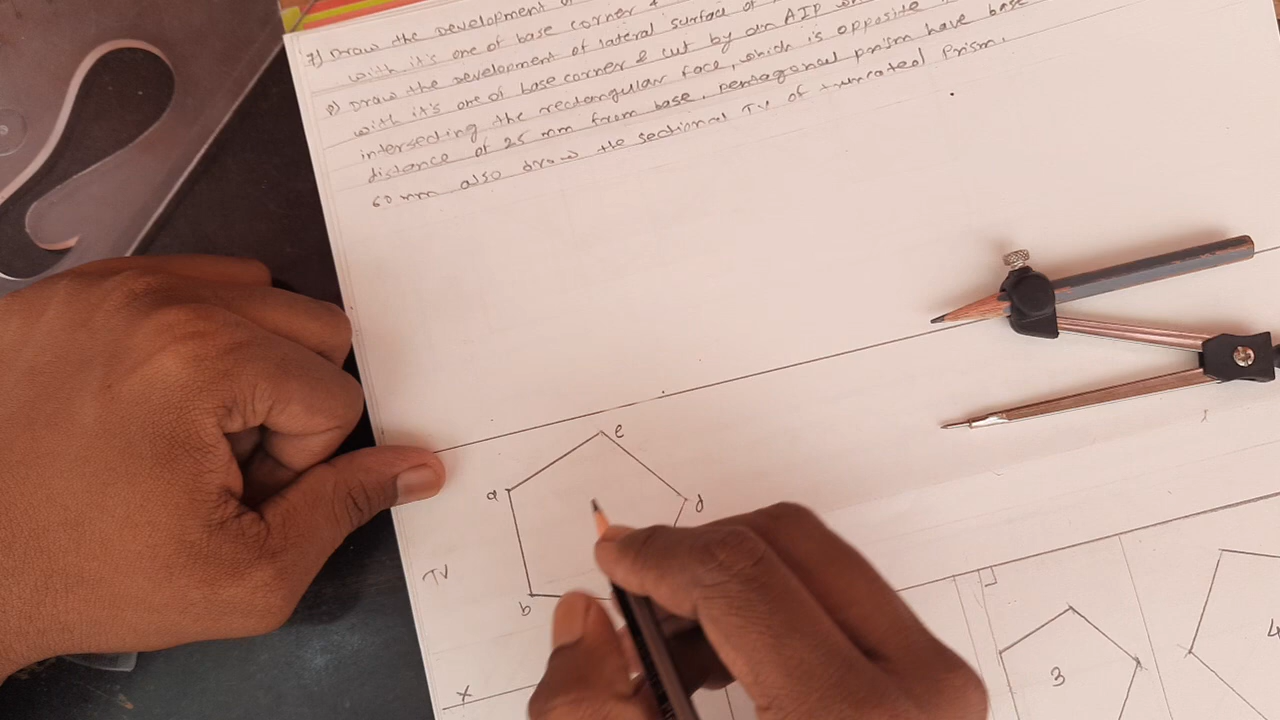 7) Draw the development of
with it's one of base corner &
8) Draw the development of lateral surface of
with it's one of base corner & cut by an AIP
intersecting the rectangular face, which is opposite
distance of 25 mm from base. pentagonal prism have base
60 mm also draw the sectional TV of truncated prism.
e
a
d
TV
b
X
3
4